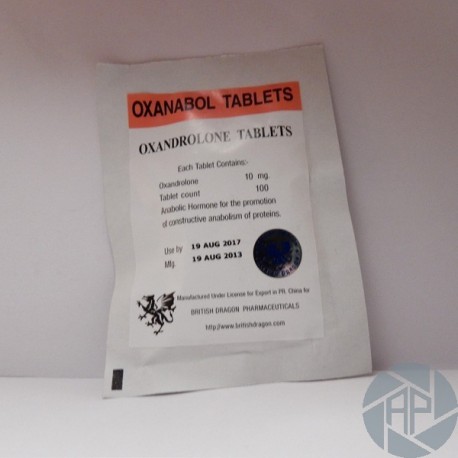 OXANABOL TABLETS
OXANDROLONE TABLETS
Each Tablet Contains:-
Oxandrolone 10 mg.
Tablet count 100
Anabolic Hormone for the promotion
of constructive anabolism of proteins.
Use by 19 AUG 2017
Mfg. 19 AUG 2013
Manufactured Under License for Export in PR. China for
BRITISH DRAGON PHARMACEUTICALS
http://www.britishdragon.com
AP